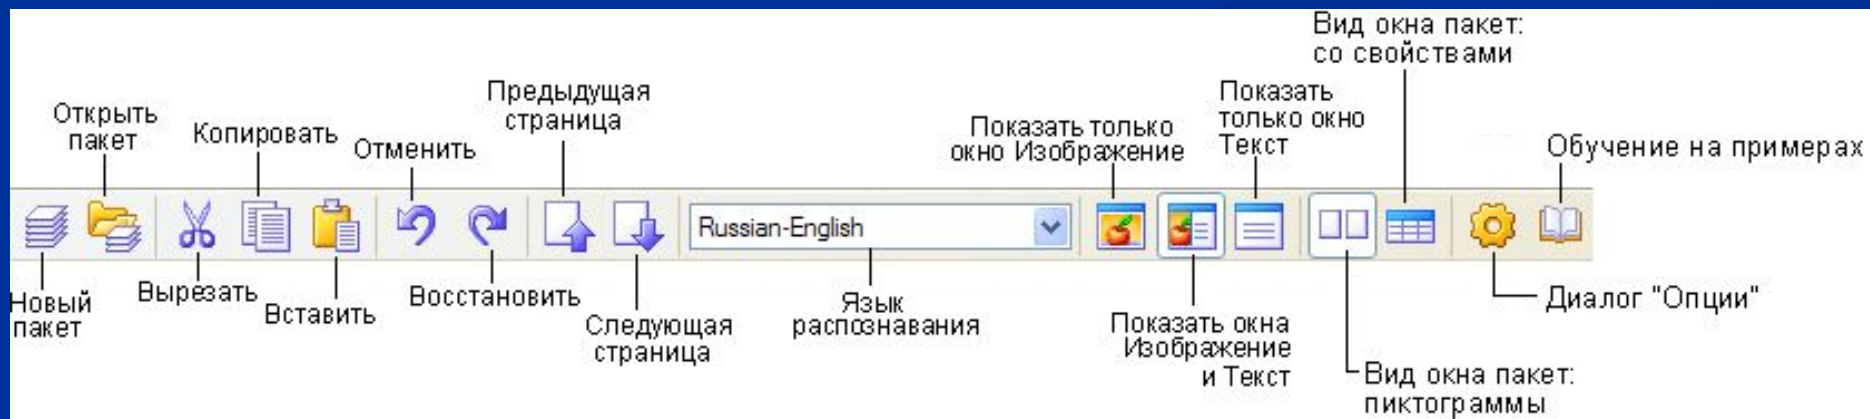 Вид окна пакет:
со свойствами
Предыдущая
страница
Показать
только окно
Текст
Открыть
пакет
Копировать
Отменить
Показать только
окно Изображение
Обучение на примерах
Russian-English
Новый
пакет
Вырезать
Вставить
Восстановить
Следующая
страница
Язык
распознавания
Показать окна
Изображение
и Текст
Диалог "Опции"
Вид окна пакет:
пиктограммы